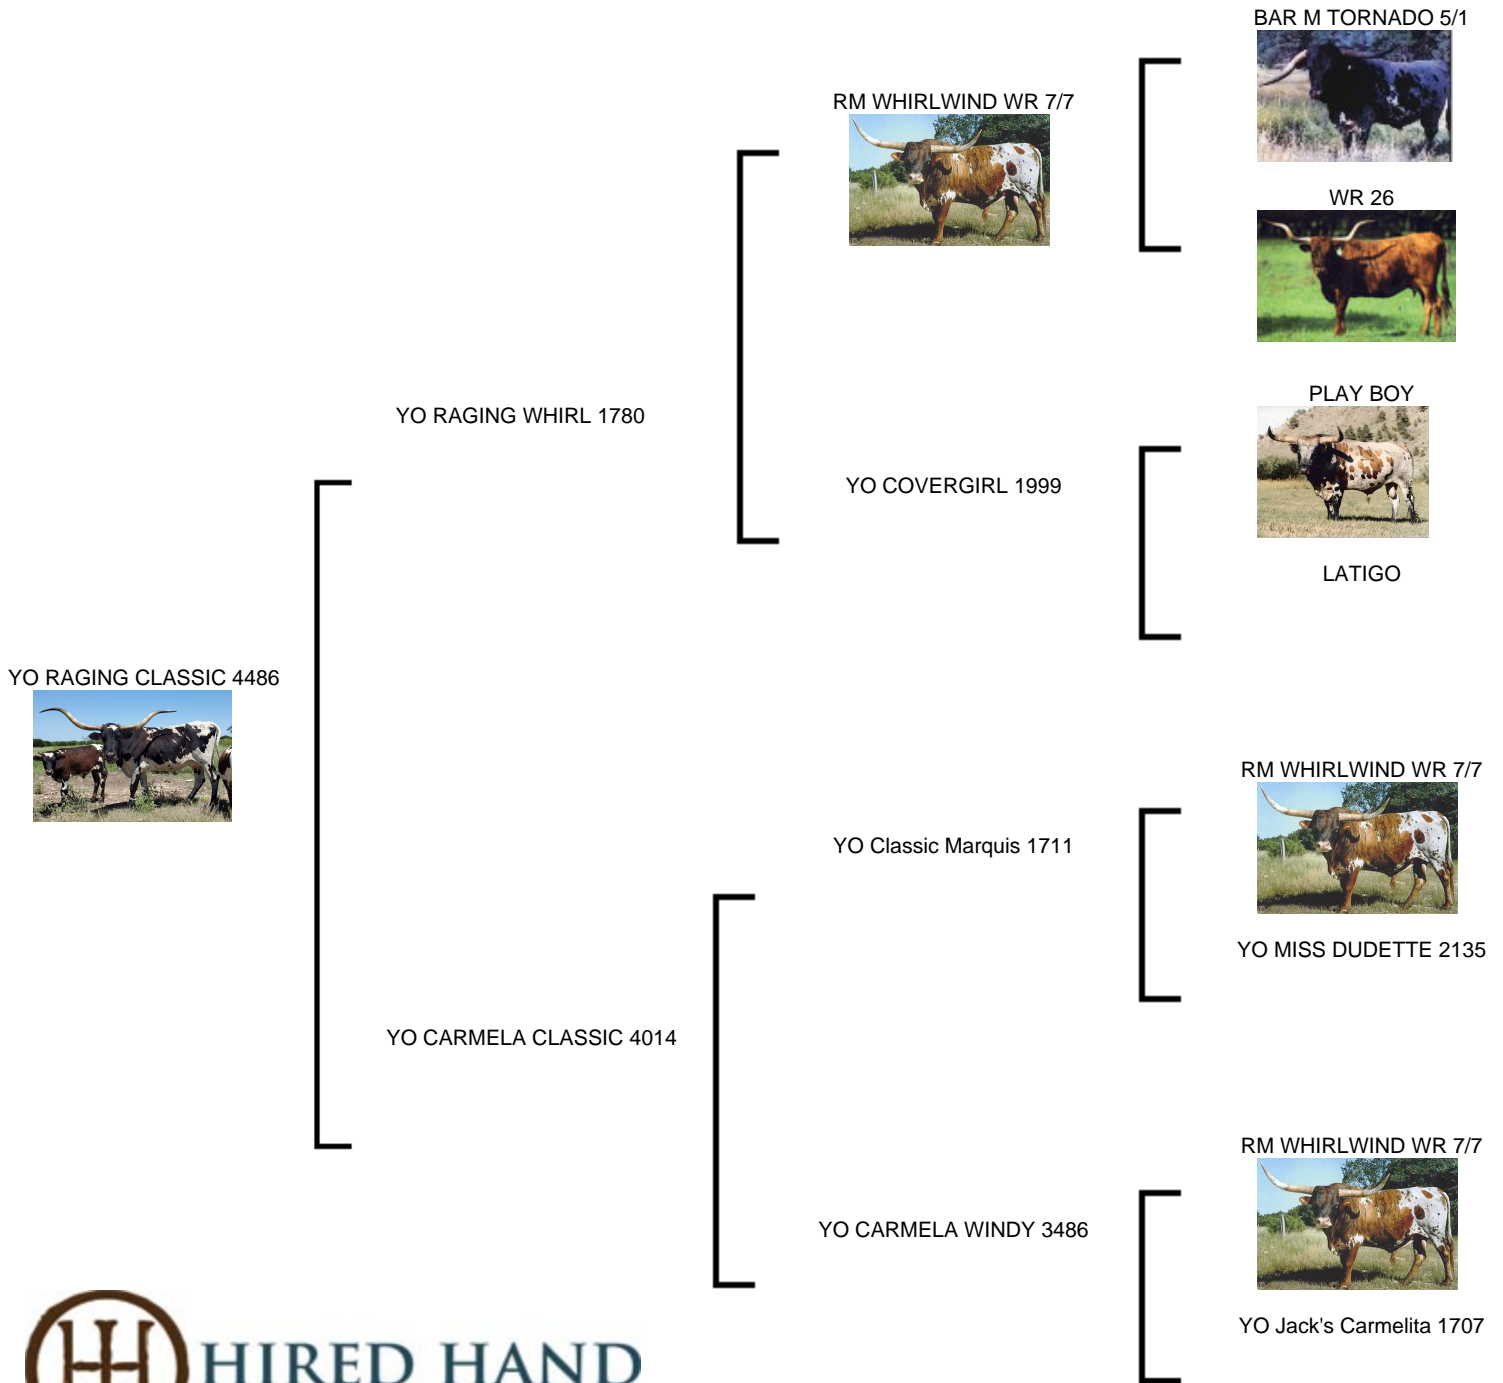 BAR M TORNADO 5/1
RM WHIRLWIND WR 7/7
WR 26
PLAY BOY
YO RAGING WHIRL 1780
YO COVERGIRL 1999
LATIGO
YO RAGING CLASSIC 4486
RM WHIRLWIND WR 7/7
YO Classic Marquis 1711
YO MISS DUDETTE 2135
YO CARMELA CLASSIC 4014
RM WHIRLWIND WR 7/7
YO CARMELA WINDY 3486
YO Jack's Carmelita 1707
HIRED HAND